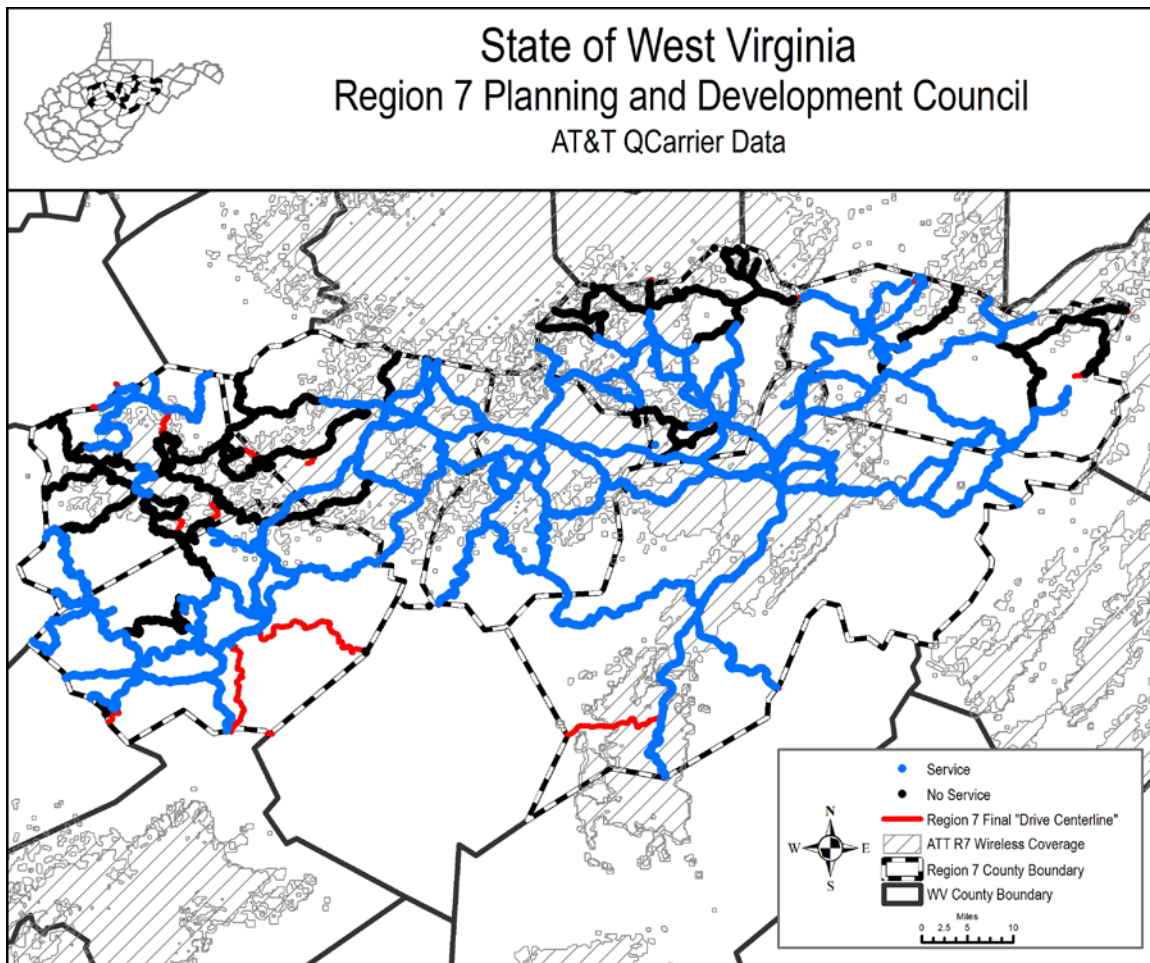 State of West Virginia
Region 7 Planning and Development Council
AT&T QCarrier Data
Service
No Service
Region 7 Final "Drive Centerline"
ATT R7 Wireless Coverage
Region 7 County Boundary
WV County Boundary
N
W E
S
Miles
0 2.5 5 10